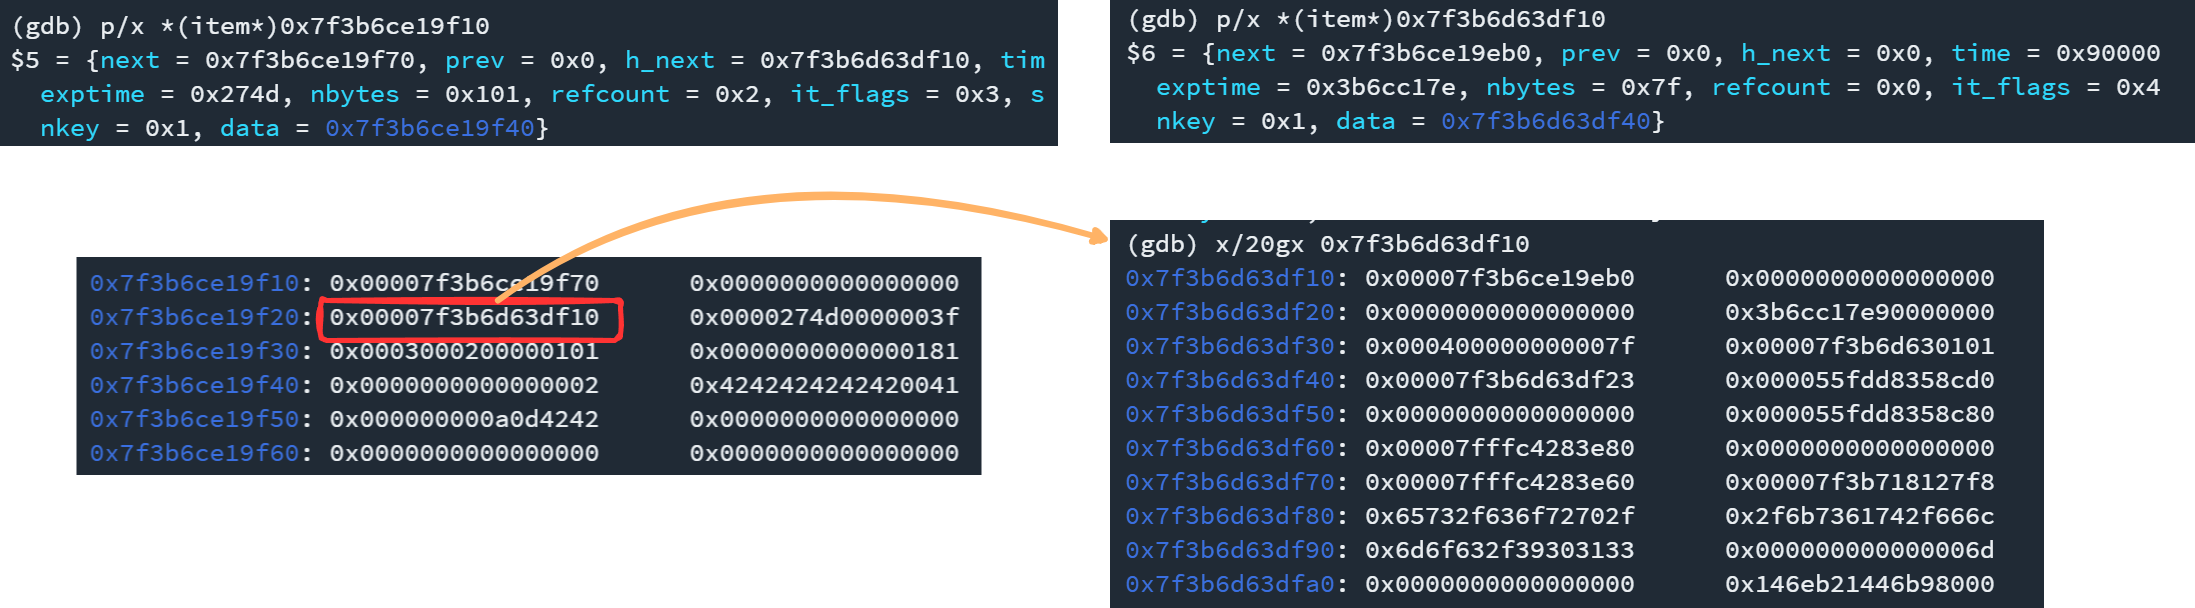 (gdb) p/x *(item*)0x7f3b6ce19f10
$5 = {next = 0x7f3b6ce19f70, prev = 0x0, h_next = 0x7f3b6d63df10, tim
exptime = 0x274d, nbytes = 0x101, refcount = 0x2, it_flags = 0x3, s
nkey = 0x1, data = 0x7f3b6ce19f40}
(gdb) p/x *(item*)0x7f3b6d63df10
$6 = {next = 0x7f3b6ce19eb0, prev = 0x0, h_next = 0x0, time = 0x90000
exptime = 0x3b6cc17e, nbytes = 0x7f, refcount = 0x0, it_flags = 0x4
nkey = 0x1, data = 0x7f3b6d63df40}
0x7f3b6ce19f10: 0x00007f3b6ce19f70 0x0000000000000000
0x7f3b6ce19f20: 0x00007f3b6d63df10 0x0000274d0000003f
0x7f3b6ce19f30: 0x0003000200000101 0x0000000000000181
0x7f3b6ce19f40: 0x0000000000000002 0x4242424242420041
0x7f3b6ce19f50: 0x000000000a0d4242 0x0000000000000000
0x7f3b6ce19f60: 0x0000000000000000 0x0000000000000000
(gdb) x/20gx 0x7f3b6d63df10
0x7f3b6d63df10: 0x00007f3b6ce19eb0 0x0000000000000000
0x7f3b6d63df20: 0x0000000000000000 0x3b6cc17e90000000
0x7f3b6d63df30: 0x000400000000007f 0x00007f3b6d630101
0x7f3b6d63df40: 0x00007f3b6d63df23 0x000055fdd8358cd0
0x7f3b6d63df50: 0x0000000000000000 0x000055fdd8358c80
0x7f3b6d63df60: 0x00007fffc4283e80 0x0000000000000000
0x7f3b6d63df70: 0x00007fffc4283e60 0x00007f3b718127f8
0x7f3b6d63df80: 0x65732f636f72702f 0x2f6b7361742f666c
0x7f3b6d63df90: 0x6d6f632f39303133 0x000000000000006d
0x7f3b6d63dfa0: 0x0000000000000000 0x146eb21446b98000